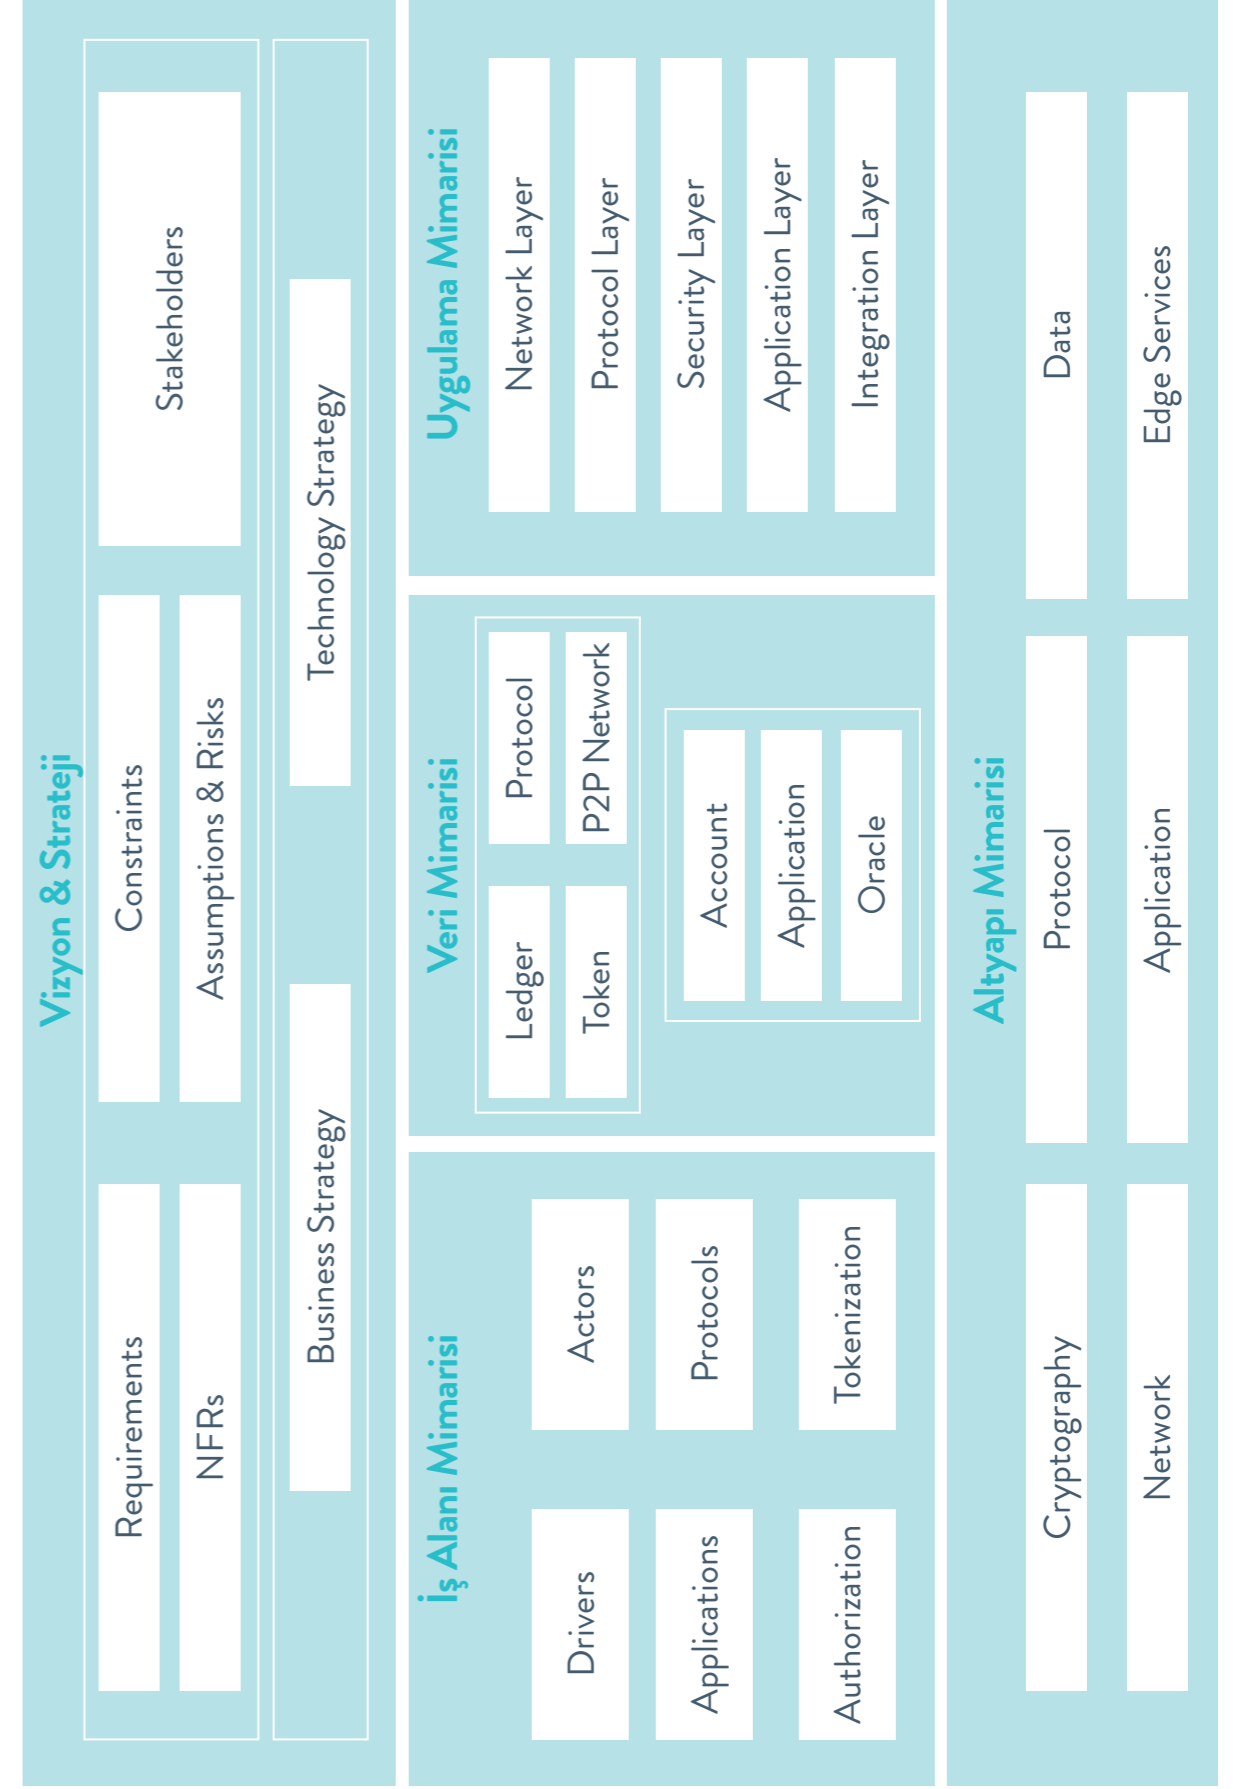 Vizyon & Strateji
Requirements
Constraints
Stakeholders
NFRs
Assumptions & Risks
Business Strategy
Technology Strategy
İş Alanı Mimarisi
Drivers
Actors
Applications
Protocols
Authorization
Tokenization
Veri Mimarisi
Ledger
Protocol
Token
P2P Network
Account
Application
Oracle
Uygulama Mimarisi
Network Layer
Protocol Layer
Security Layer
Application Layer
Integration Layer
Altyapı Mimarisi
Cryptography
Protocol
Data
Network
Application
Edge Services